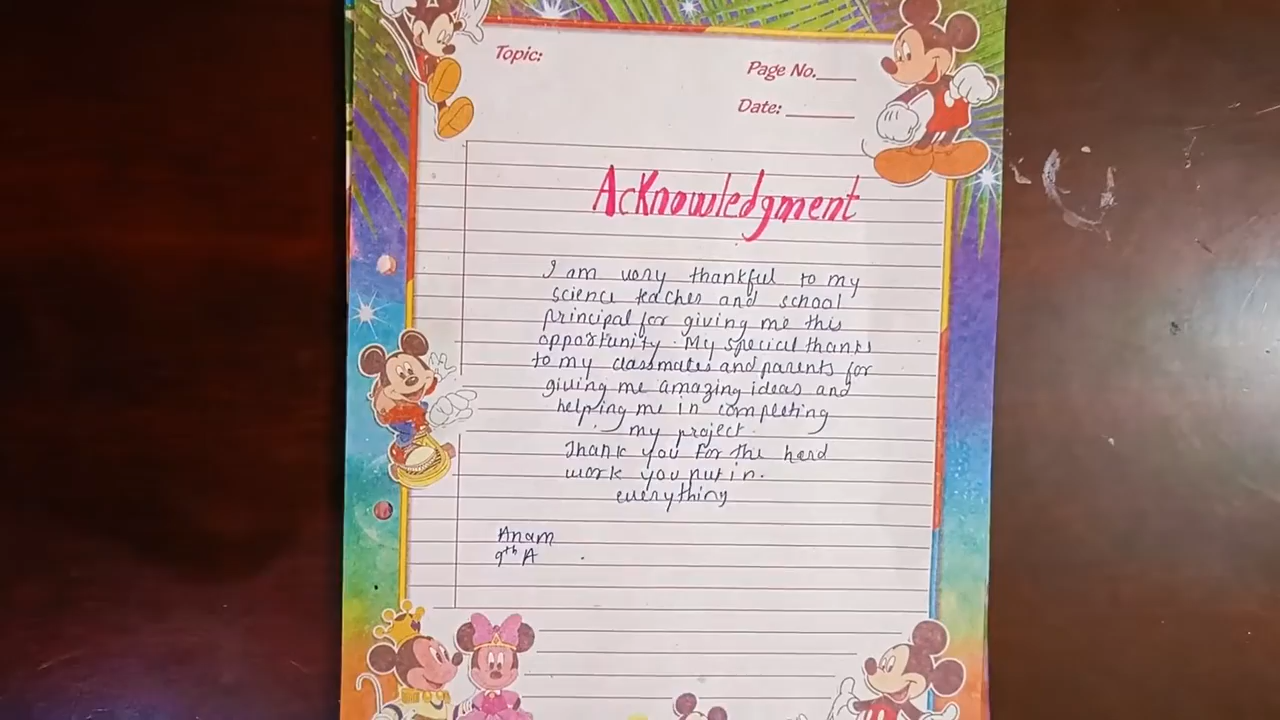 Topic:
Page No.____
Date: ________
Acknowledgment
I am very thankful to my
science teacher and school
principal for giving me this
opportunity. My special thanks
to my classmates and parents for
giving me amazing ideas and
helping me in completing
my project.
Thank you for the hard
work you put in.
everything
Anam
9th A